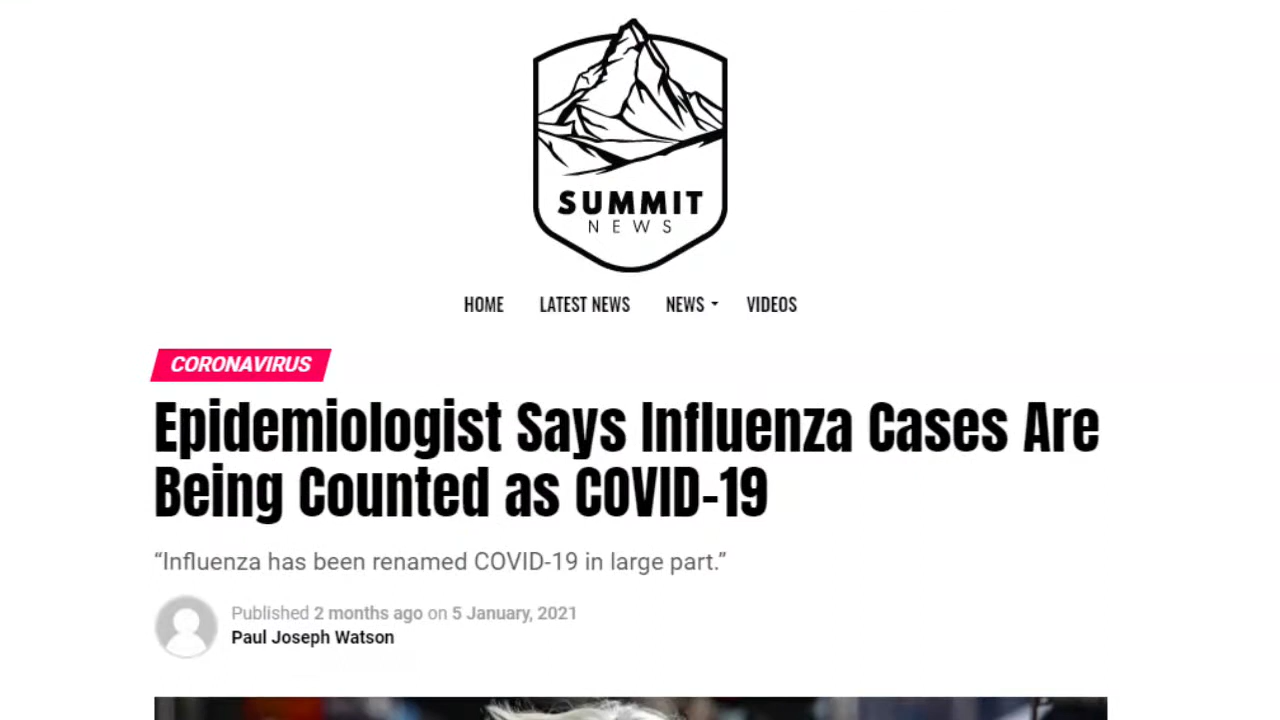 SUMMIT
NEWS
HOME LATEST NEWS NEWS VIDEOS
CORONAVIRUS
Epidemiologist Says Influenza Cases Are
Being Counted as COVID-19
“Influenza has been renamed COVID-19 in large part.”
Published 2 months ago on 5 January, 2021
Paul Joseph Watson